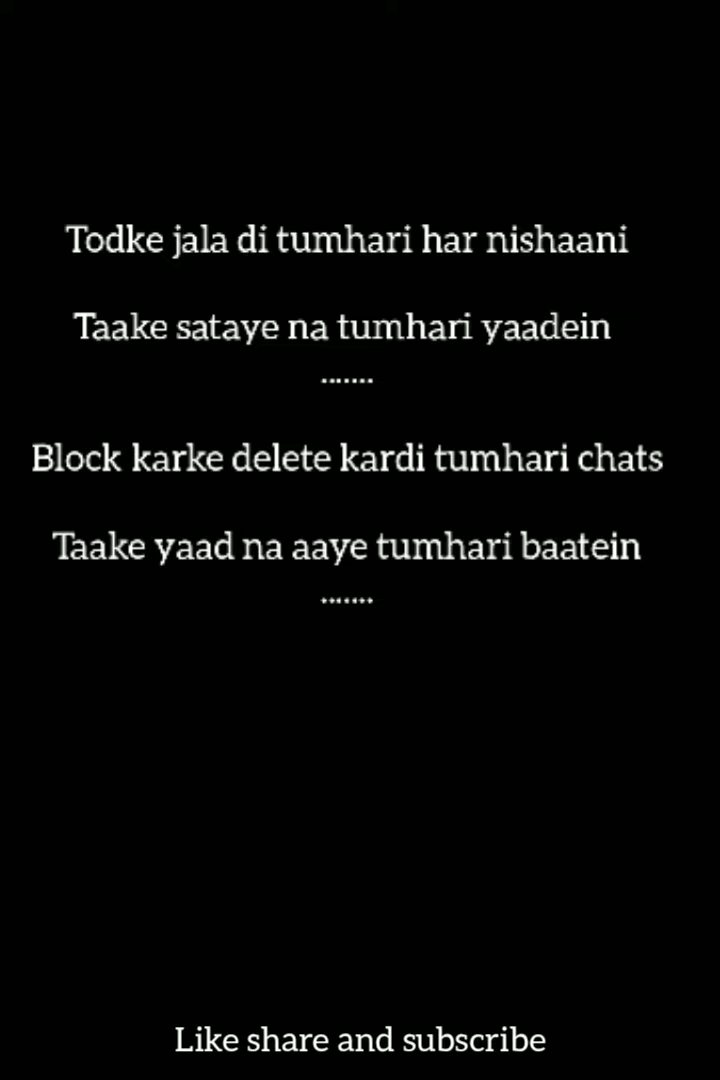 Todke jala di tumhari har nishaani
Taake sataye na tumhari yaadein
.......
Block karke delete kardi tumhari chats
Taake yaad na aaye tumhari baatein
.......
Like share and subscribe